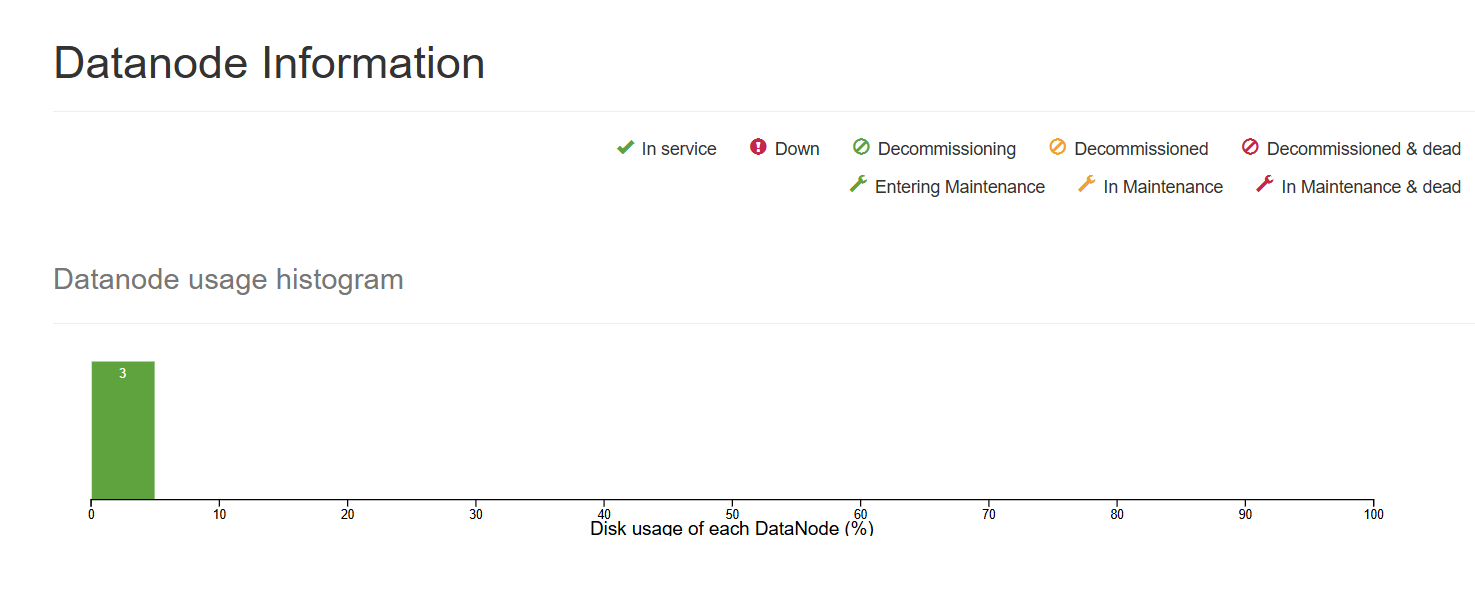 Datanode Information
In service Down Decommissioning Decommissioned Decommissioned & dead
Entering Maintenance In Maintenance In Maintenance & dead
Datanode usage histogram
3
0 10 20 30 40 50 60 70 80 90 100
Disk usage of each DataNode (%)